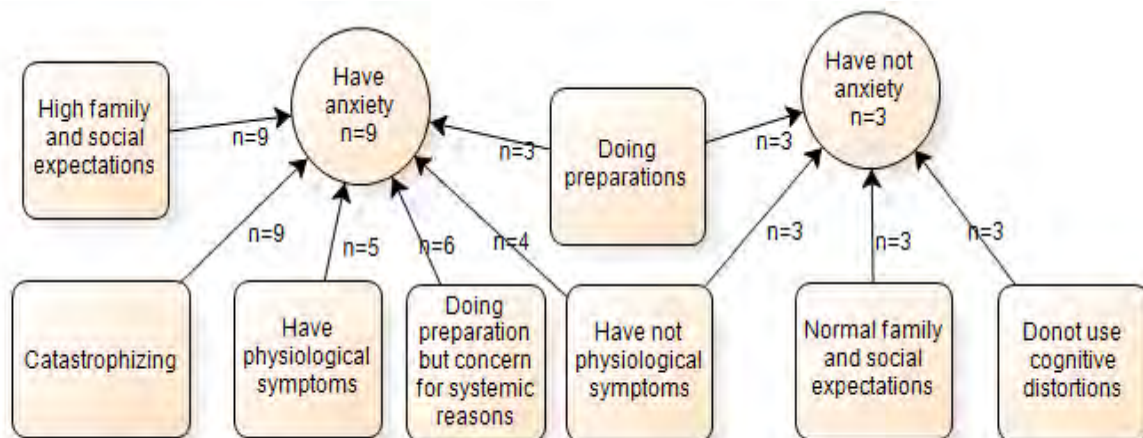 High family
and social
expectations
n=9
Have
anxiety
n=9
n=3
Doing
preparations
n=3
Have not
anxiety
n=3
n=9
n=5
n=6
n=4
n=3
n=3
n=3
Catastrophizing
Have
physiological
symptoms
Doing
preparation
but concern
for systemic
reasons
Have not
physiological
symptoms
Normal family
and social
expectations
Donot use
cognitive
distortions